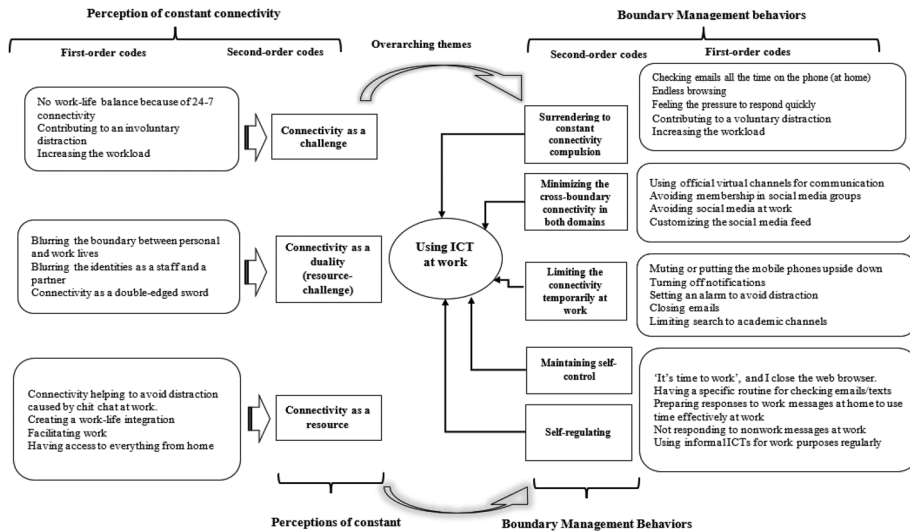 Perception of constant connectivity
Boundary Management behaviors
First-order codes
Second-order codes
Overarching themes
Second-order codes
First-order codes
No work-life balance because of 24-7
connectivity
Contributing to an involuntary
distraction
Increasing the workload
Connectivity as a
challenge
Surrendering to
constant
connectivity
compulsion
Checking emails all the time on the phone (at home)
Endless browsing
Feeling the pressure to respond quickly
Contributing to a voluntary distraction
Increasing the workload
Minimizing the
cross-boundary
connectivity in
both domains
Using official virtual channels for communication
Avoiding membership in social media groups
Avoiding social media at work
Customizing the social media feed
Blurring the boundary between personal
and work lives
Blurring the identities as a staff and a
partner
Connectivity as a double-edged sword
Connectivity as a
duality
(resource-
challenge)
Using ICT
at work
Limiting the
connectivity
temporarily at
work
Muting or putting the mobile phones upside down
Turning off notifications
Setting an alarm to avoid distraction
Closing emails
Limiting search to academic channels
Connectivity helping to avoid distraction
caused by chit chat at work.
Creating a work-life integration
Facilitating work
Having access to everything from home
Connectivity as a
resource
Maintaining self-
control
Self-regulating
‘It’s time to work’, and I close the web browser.
Having a specific routine for checking emails/texts
Preparing responses to work messages at home to use
time effectively at work
Not responding to nonwork messages at work
Using informal ICTs for work purposes regularly
Perceptions of constant
Boundary Management Behaviors